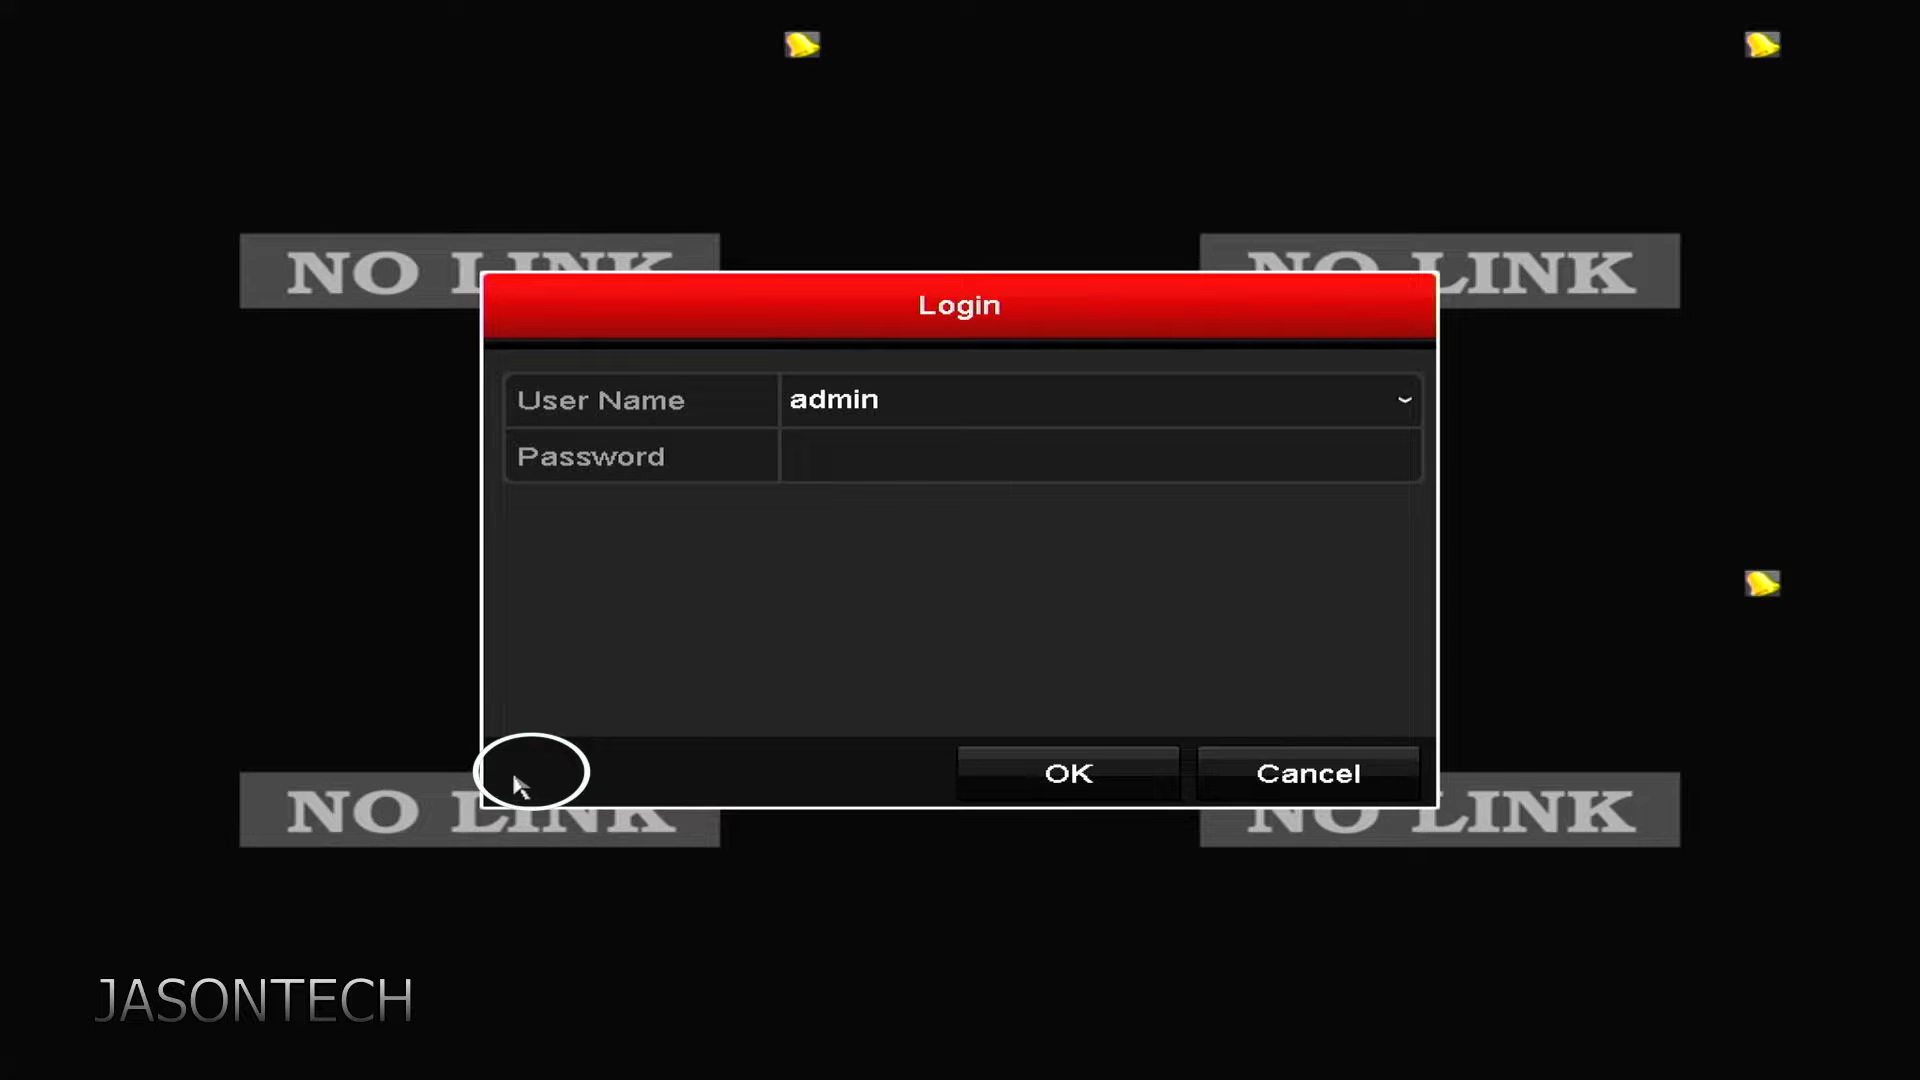 NO LINK NO LINK
Login
User Name admin
Password
OK Cancel
NO LINK NO LINK
JASONTECH